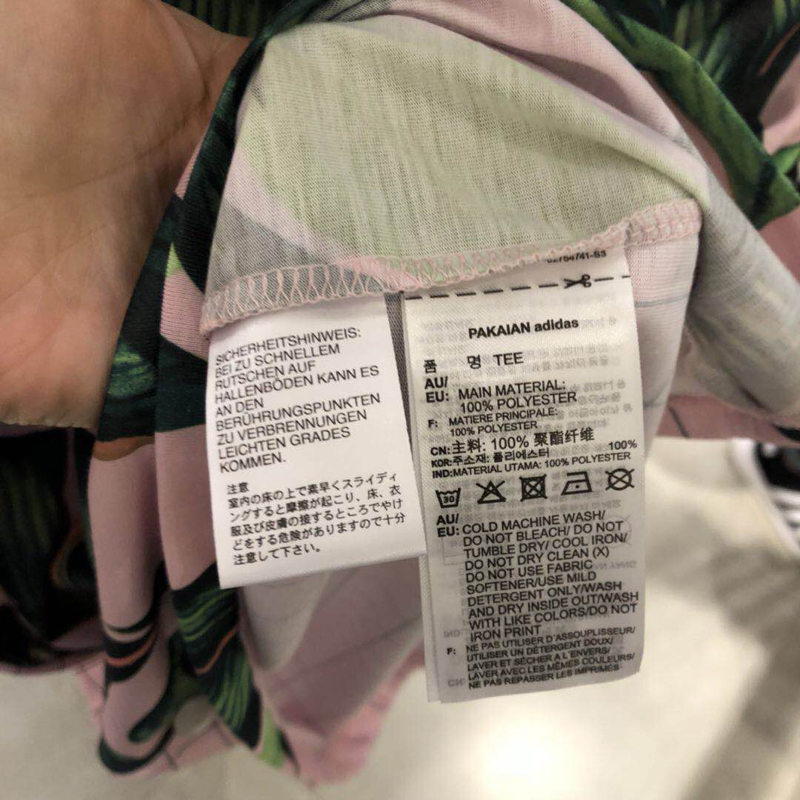 SICHERHEITSHINWEIS:
BEI ZU SCHNELLEM
RUTSCHEN AUF
HALLENBÖDEN KANN ES
AN DEN
BERÜHRUNGSPUNKTEN
ZU VERBRENNUNGEN
LEICHTEN GRADES
KOMMEN.
注意
室内の床の上で素早くスライディ
ングすると摩擦が起こり、床、衣
服及び皮膚の接するところでやけ
どをする危険がありますので十分
注意して下さい。
PAKAIAN adidas
품 명 TEE
AU/
EU: MAIN MATERIAL:
100% POLYESTER
F: MATIERE PRINCIPALE:
100% POLYESTER
CN: 主料: 100% 聚酯纤维
KOR: 주소재: 폴리에스터 100%
IND: MATERIAL UTAMA: 100% POLYESTER
30
AU/
EU: COLD MACHINE WASH/
DO NOT BLEACH/ DO NOT
TUMBLE DRY/ COOL IRON/
DO NOT DRY CLEAN (X)
DO NOT USE FABRIC
SOFTENER/USE MILD
DETERGENT ONLY/WASH
AND DRY INSIDE OUT/WASH
WITH LIKE COLORS/DO NOT
IRON PRINT
F: NE PAS UTILISER D'ASSOUPLISSEUR/
UTILISER UN DÉTERGENT DOUX/
LAVER ET SÉCHER A L'ENVERS/
LAVER AVEC LES MÊMES COULEURS/
NE PAS REPASSER LES IMPRIMÉS